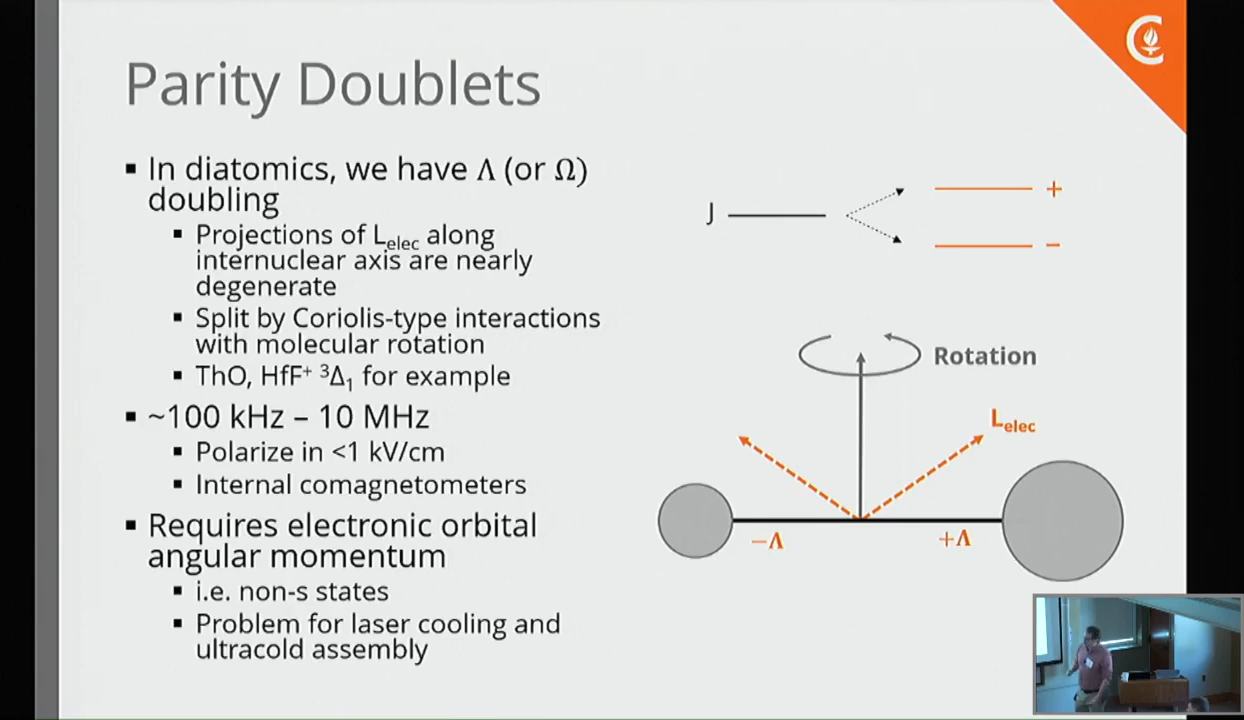 Parity Doublets
▪ In diatomics, we have Λ (or Ω)
doubling
▪ Projections of Lelec along
internuclear axis are nearly
degenerate
▪ Split by Coriolis-type interactions
with molecular rotation
▪ ThO, HfF⁺ ³Δ₁ for example
▪ ~100 kHz – 10 MHz
▪ Polarize in <1 kV/cm
▪ Internal comagnetometers
▪ Requires electronic orbital
angular momentum
▪ i.e. non-s states
▪ Problem for laser cooling and
ultracold assembly
J
+
−
Rotation
Lelec
−Λ
+Λ